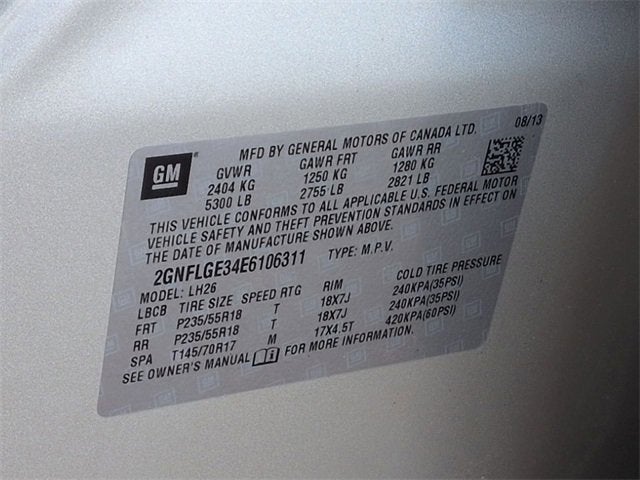 MFD BY GENERAL MOTORS OF CANADA LTD. 08/13
GM
GVWR GAWR FRT GAWR RR
2404 KG 1250 KG 1280 KG
5300 LB 2755 LB 2821 LB
THIS VEHICLE CONFORMS TO ALL APPLICABLE U.S. FEDERAL MOTOR
VEHICLE SAFETY AND THEFT PREVENTION STANDARDS IN EFFECT ON
THE DATE OF MANUFACTURE SHOWN ABOVE.
2GNFLGE34E6106311 TYPE: M.P.V.
MODEL: LH26
LBCB TIRE SIZE SPEED RTG RIM COLD TIRE PRESSURE
FRT P235/55R18 T 18X7J 240KPA(35PSI)
RR P235/55R18 T 18X7J 240KPA(35PSI)
SPA T145/70R17 M 17X4.5T 420KPA(60PSI)
SEE OWNER'S MANUAL FOR MORE INFORMATION.